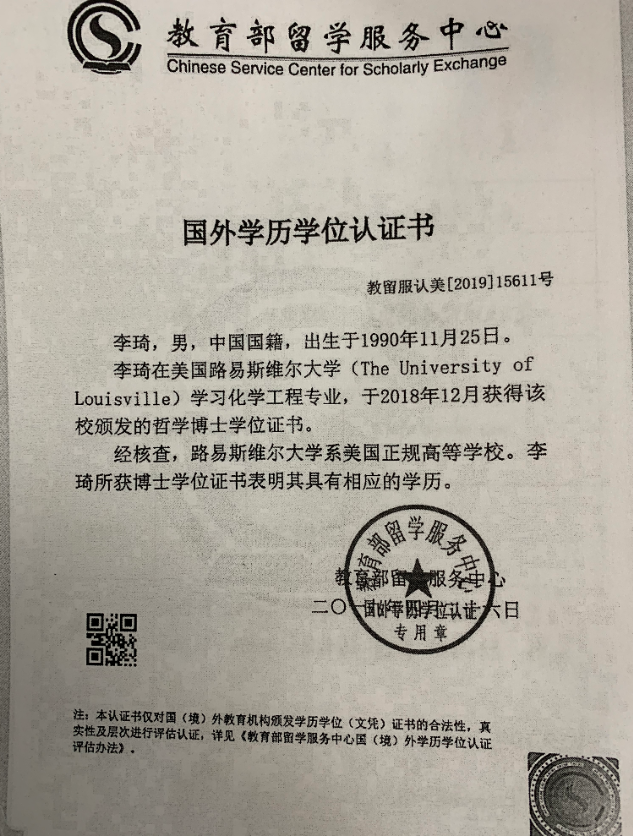 教育部留学服务中心
Chinese Service Center for Scholarly Exchange
国外学历学位认证书
教留服认美[2019]15611号
李琦，男，中国国籍，出生于1990年11月25日。
李琦在美国路易斯维尔大学（The University of
Louisville）学习化学工程专业，于2018年12月获得该
校颁发的哲学博士学位证书。
经核查，路易斯维尔大学系美国正规高等学校。李
琦所获博士学位证书表明其具有相应的学历。
教育部留学服务中心
教育部留服务中心
二〇年四月十六日
国外学历学位认证
专用章
注：本认证书仅对国（境）外教育机构颁发学历学位（文凭）证书的合法性，真
实性及层次进行评估认证，详见《教育部留学服务中心国（境）外学历学位认证
评估办法》。